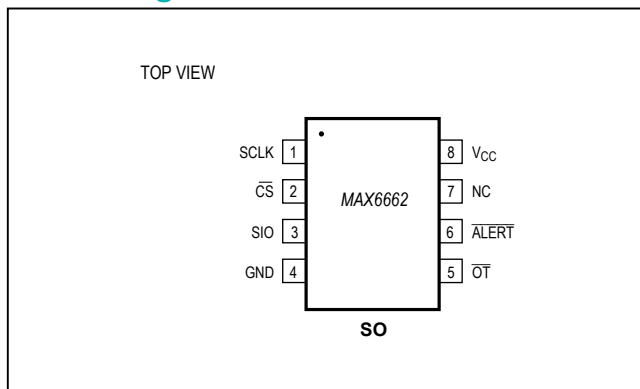 TOP VIEW
SCLK 1 8 VCC
CS 2 MAX6662 7 NC
SIO 3 6 ALERT
GND 4 5 OT
SO